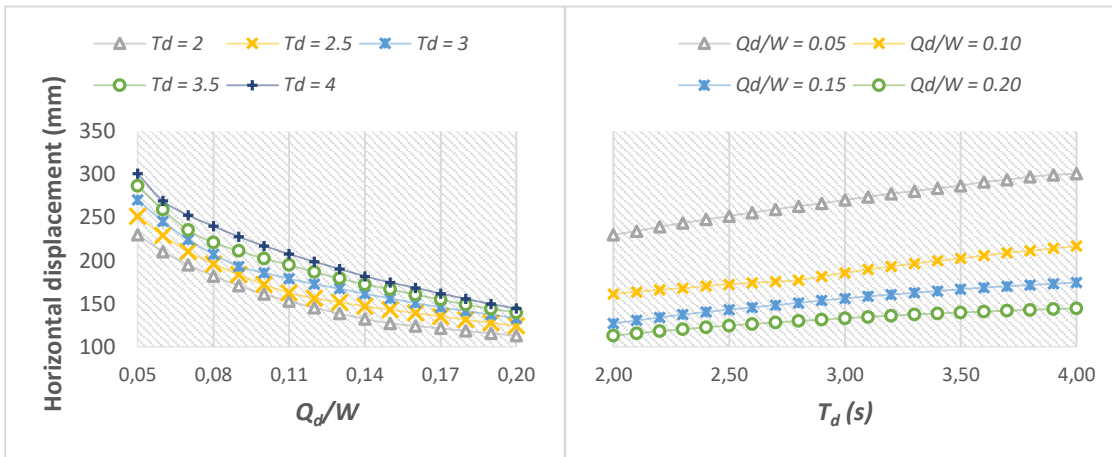 Td = 2 Td = 2.5 Td = 3
Td = 3.5 Td = 4
Horizontal displacement (mm)
350
300
250
200
150
100
0,05 0,08 0,11 0,14 0,17 0,20
Qd/W
Qd/W = 0.05 Qd/W = 0.10
Qd/W = 0.15 Qd/W = 0.20
2,00 2,50 3,00 3,50 4,00
Td (s)